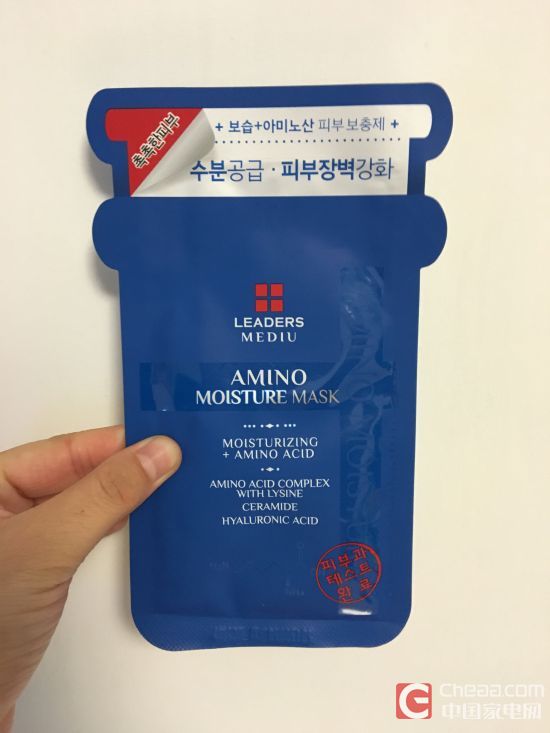 촉촉한피부
+ 보습+아미노산 피부 보충제 +
수분공급 · 피부장벽강화
LEADERS
MEDIU
AMINO
MOISTURE MASK
MOISTURIZING
+ AMINO ACID
AMINO ACID COMPLEX
WITH LYSINE
CERAMIDE
HYALURONIC ACID
피부과
테스트
완료
Cheaa.com
中国家电网